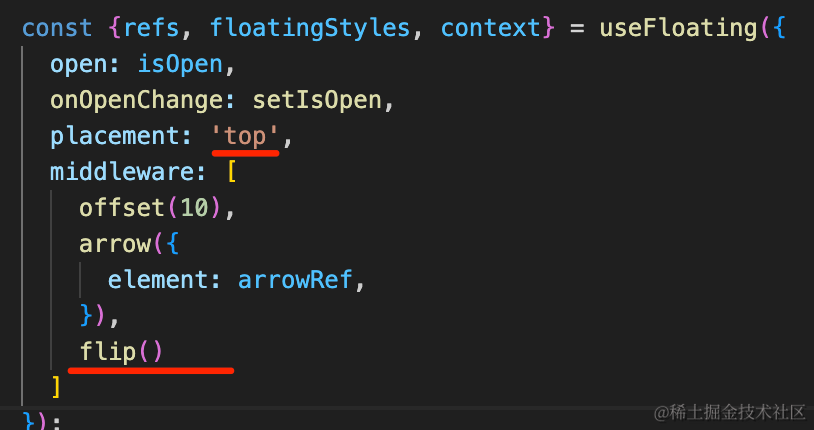 const {refs, floatingStyles, context} = useFloating({
open: isOpen,
onOpenChange: setIsOpen,
placement: 'top',
middleware: [
offset(10),
arrow({
element: arrowRef,
}),
flip()
]
});
@稀土掘金技术社区